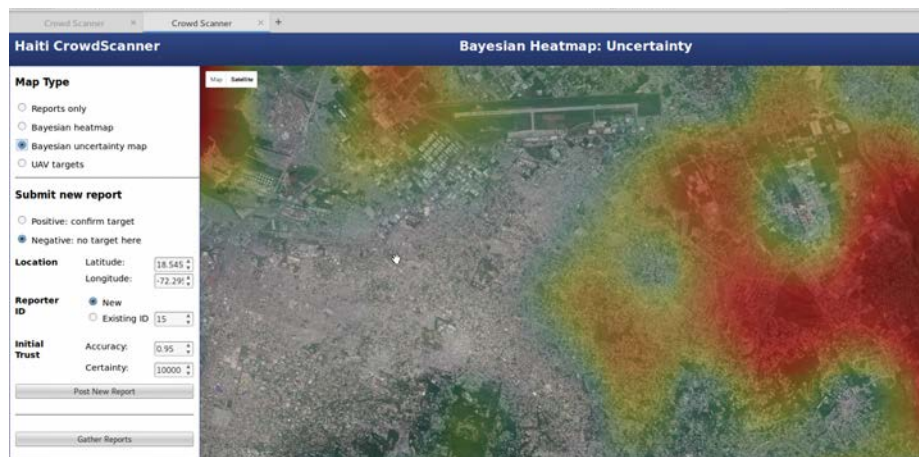 Crowd Scanner × Crowd Scanner × +
Haiti CrowdScanner Bayesian Heatmap: Uncertainty
Map Type
Reports only
Bayesian heatmap
Bayesian uncertainty map
UAV targets
Submit new report
Positive: confirm target
Negative: no target here
Location Latitude: 18.545
Longitude: -72.29
Reporter ID New
Existing ID 15
Initial Trust Accuracy: 0.95
Certainty: 10000
Post New Report
Gather Reports
Map Satellite